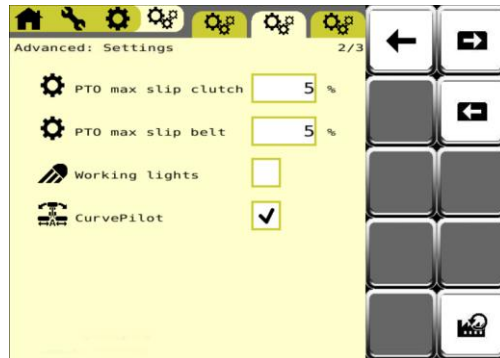 Advanced: Settings 2/3
PTO max slip clutch 5 %
PTO max slip belt 5 %
Working lights
CurvePilot